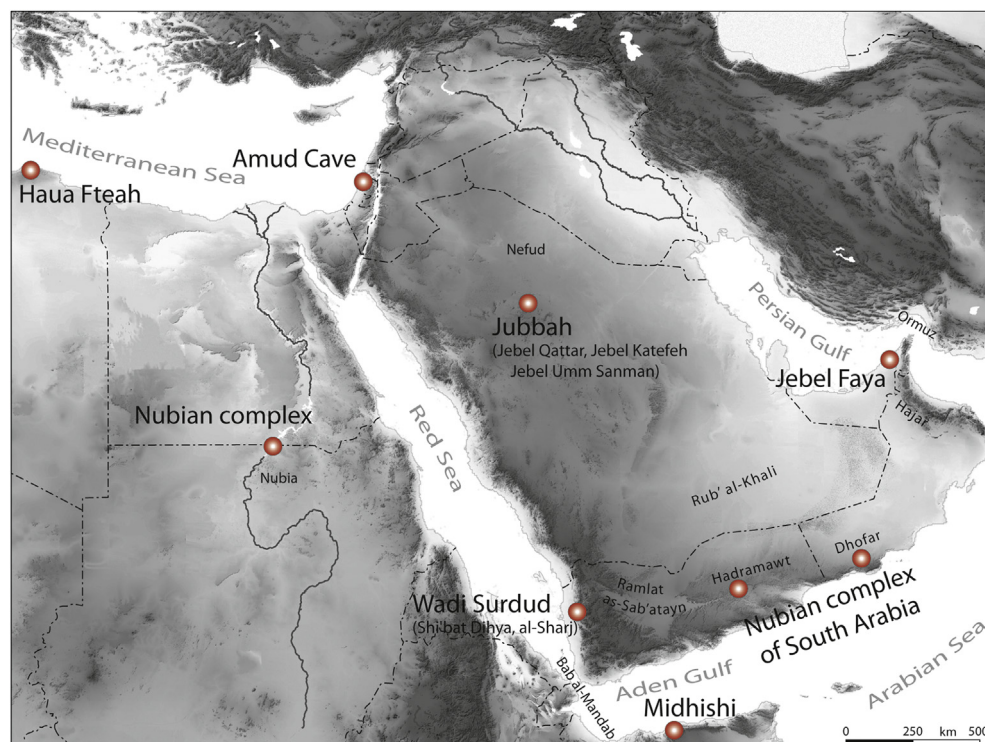 Mediterranean Sea
Amud Cave
Haua Fteah
Nefud
Jubbah
(Jebel Qattar, Jebel Katefeh
Jebel Umm Sanman)
Persian Gulf
Ormuz
Jebel Faya
Hajar
Nubian complex
Nubia
Red Sea
Rub' al-Khali
Dhofar
Hadramawt
Ramlat
as-Sab'atayn
Wadi Surdud
(Shi'bat Dihya, al-Sharj)
Nubian complex
of South Arabia
Bab al-Mandab
Aden Gulf
Arabian Sea
Midhishi
0 250 km 500